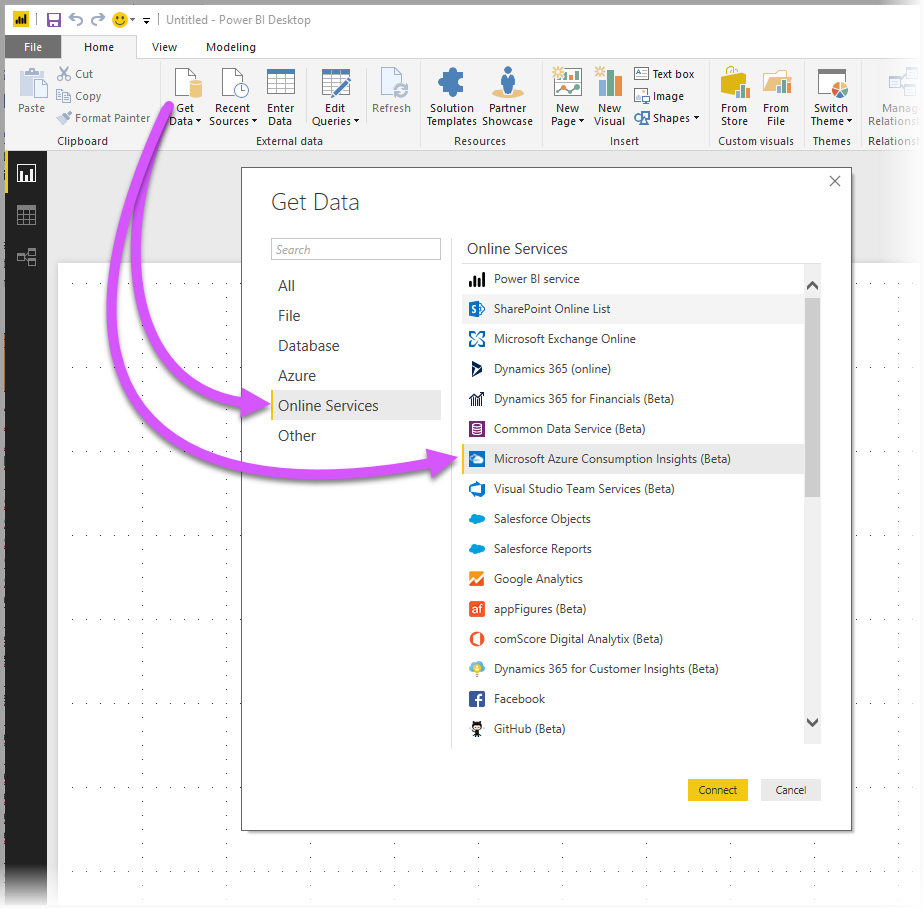 Untitled - Power BI Desktop
File Home View Modeling
Paste
Cut
Copy
Format Painter
Clipboard
Get Data
Recent Sources
Enter Data
Edit Queries
Refresh
External data
Solution Templates
Partner Showcase
Resources
New Page
New Visual
Text box
Image
Shapes
Insert
From Store
From File
Custom visuals
Switch Theme
Themes
Manage
Relations
Relations
Get Data
Search
All
File
Database
Azure
Online Services
Other
Online Services
Power BI service
SharePoint Online List
Microsoft Exchange Online
Dynamics 365 (online)
Dynamics 365 for Financials (Beta)
Common Data Service (Beta)
Microsoft Azure Consumption Insights (Beta)
Visual Studio Team Services (Beta)
Salesforce Objects
Salesforce Reports
Google Analytics
af appFigures (Beta)
comScore Digital Analytix (Beta)
Dynamics 365 for Customer Insights (Beta)
Facebook
GitHub (Beta)
Connect Cancel